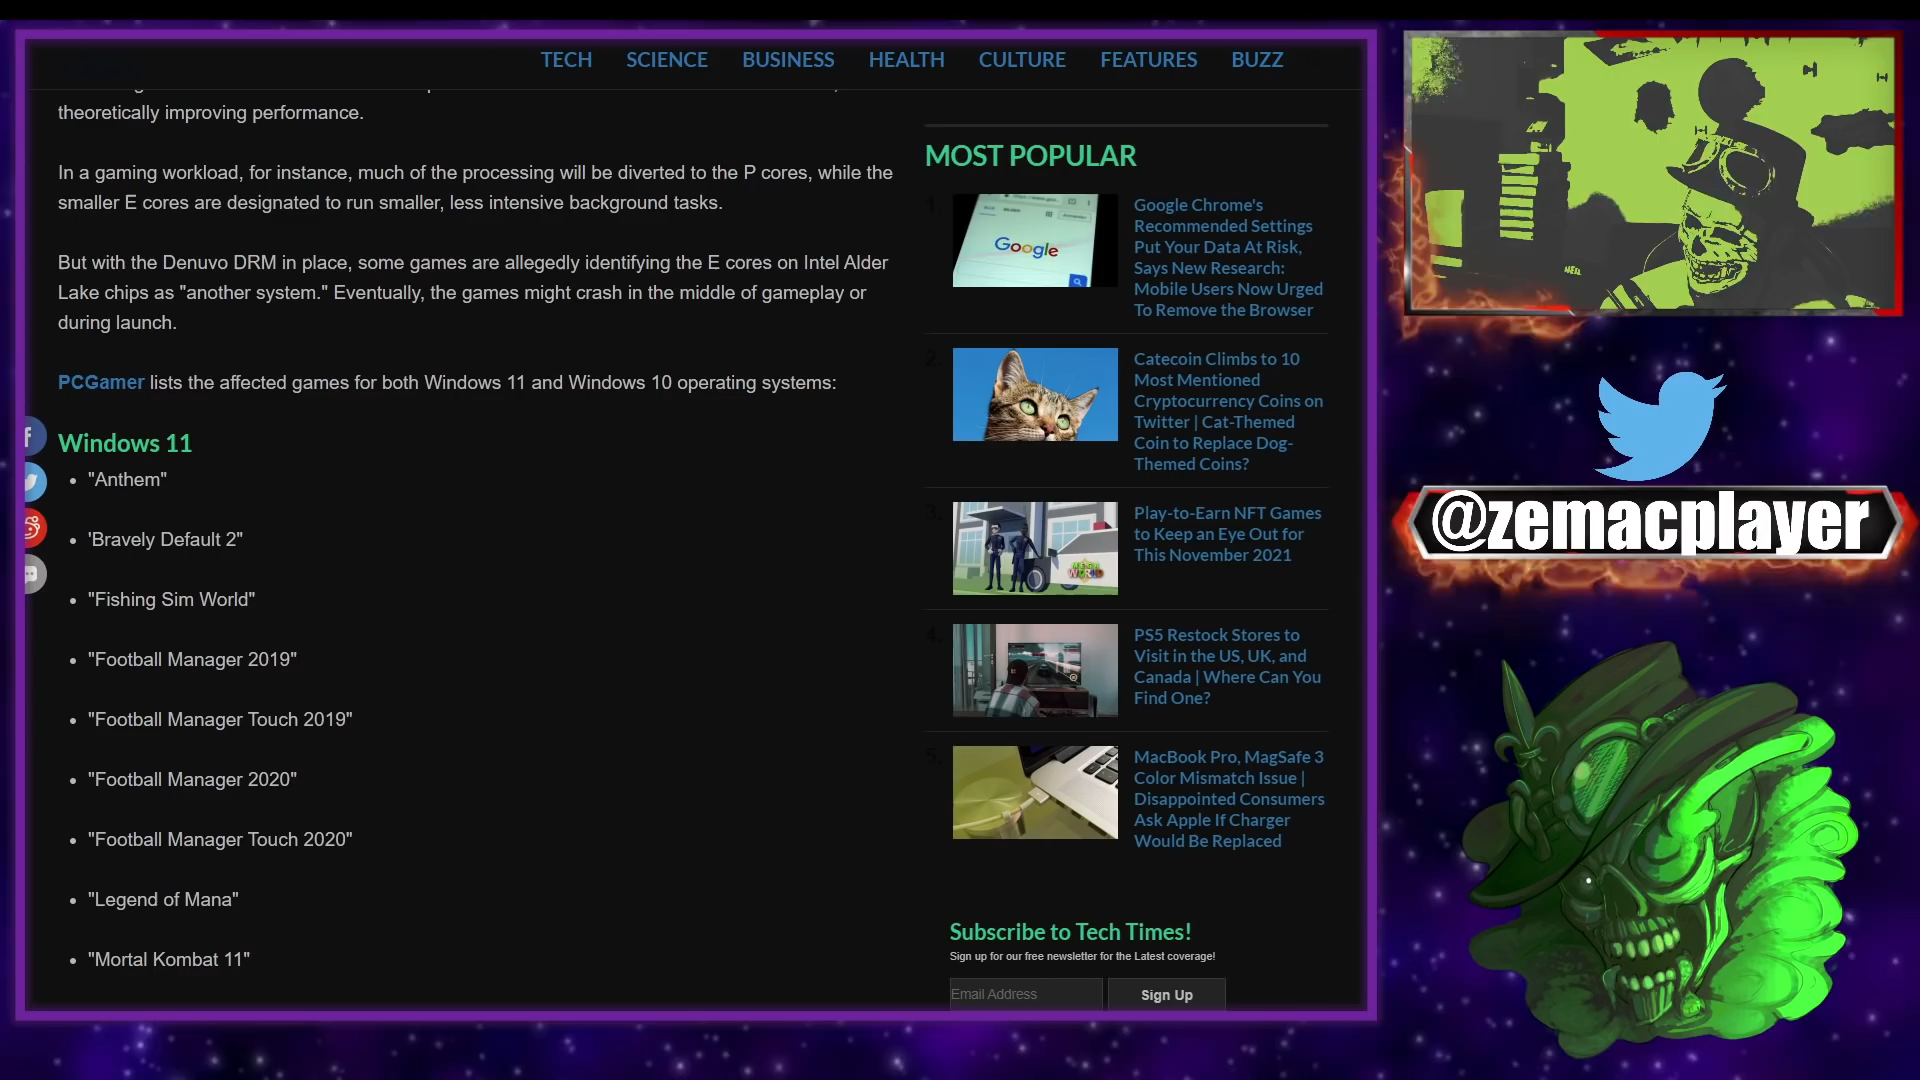 TECH SCIENCE BUSINESS HEALTH CULTURE FEATURES BUZZ
theoretically improving performance.
In a gaming workload, for instance, much of the processing will be diverted to the P cores, while the
smaller E cores are designated to run smaller, less intensive background tasks.
But with the Denuvo DRM in place, some games are allegedly identifying the E cores on Intel Alder
Lake chips as "another system." Eventually, the games might crash in the middle of gameplay or
during launch.
PCGamer lists the affected games for both Windows 11 and Windows 10 operating systems:
Windows 11
"Anthem"
'Bravely Default 2"
"Fishing Sim World"
"Football Manager 2019"
"Football Manager Touch 2019"
"Football Manager 2020"
"Football Manager Touch 2020"
"Legend of Mana"
"Mortal Kombat 11"
MOST POPULAR
1.
Google
Google Chrome's
Recommended Settings
Put Your Data At Risk,
Says New Research:
Mobile Users Now Urged
To Remove the Browser
2.
Catecoin Climbs to 10
Most Mentioned
Cryptocurrency Coins on
Twitter | Cat-Themed
Coin to Replace Dog-
Themed Coins?
3.
WORLD
Play-to-Earn NFT Games
to Keep an Eye Out for
This November 2021
4.
PS5 Restock Stores to
Visit in the US, UK, and
Canada | Where Can You
Find One?
5.
MacBook Pro, MagSafe 3
Color Mismatch Issue |
Disappointed Consumers
Ask Apple If Charger
Would Be Replaced
Subscribe to Tech Times!
Sign up for our free newsletter for the Latest coverage!
Email Address
Sign Up
@zemacplayer